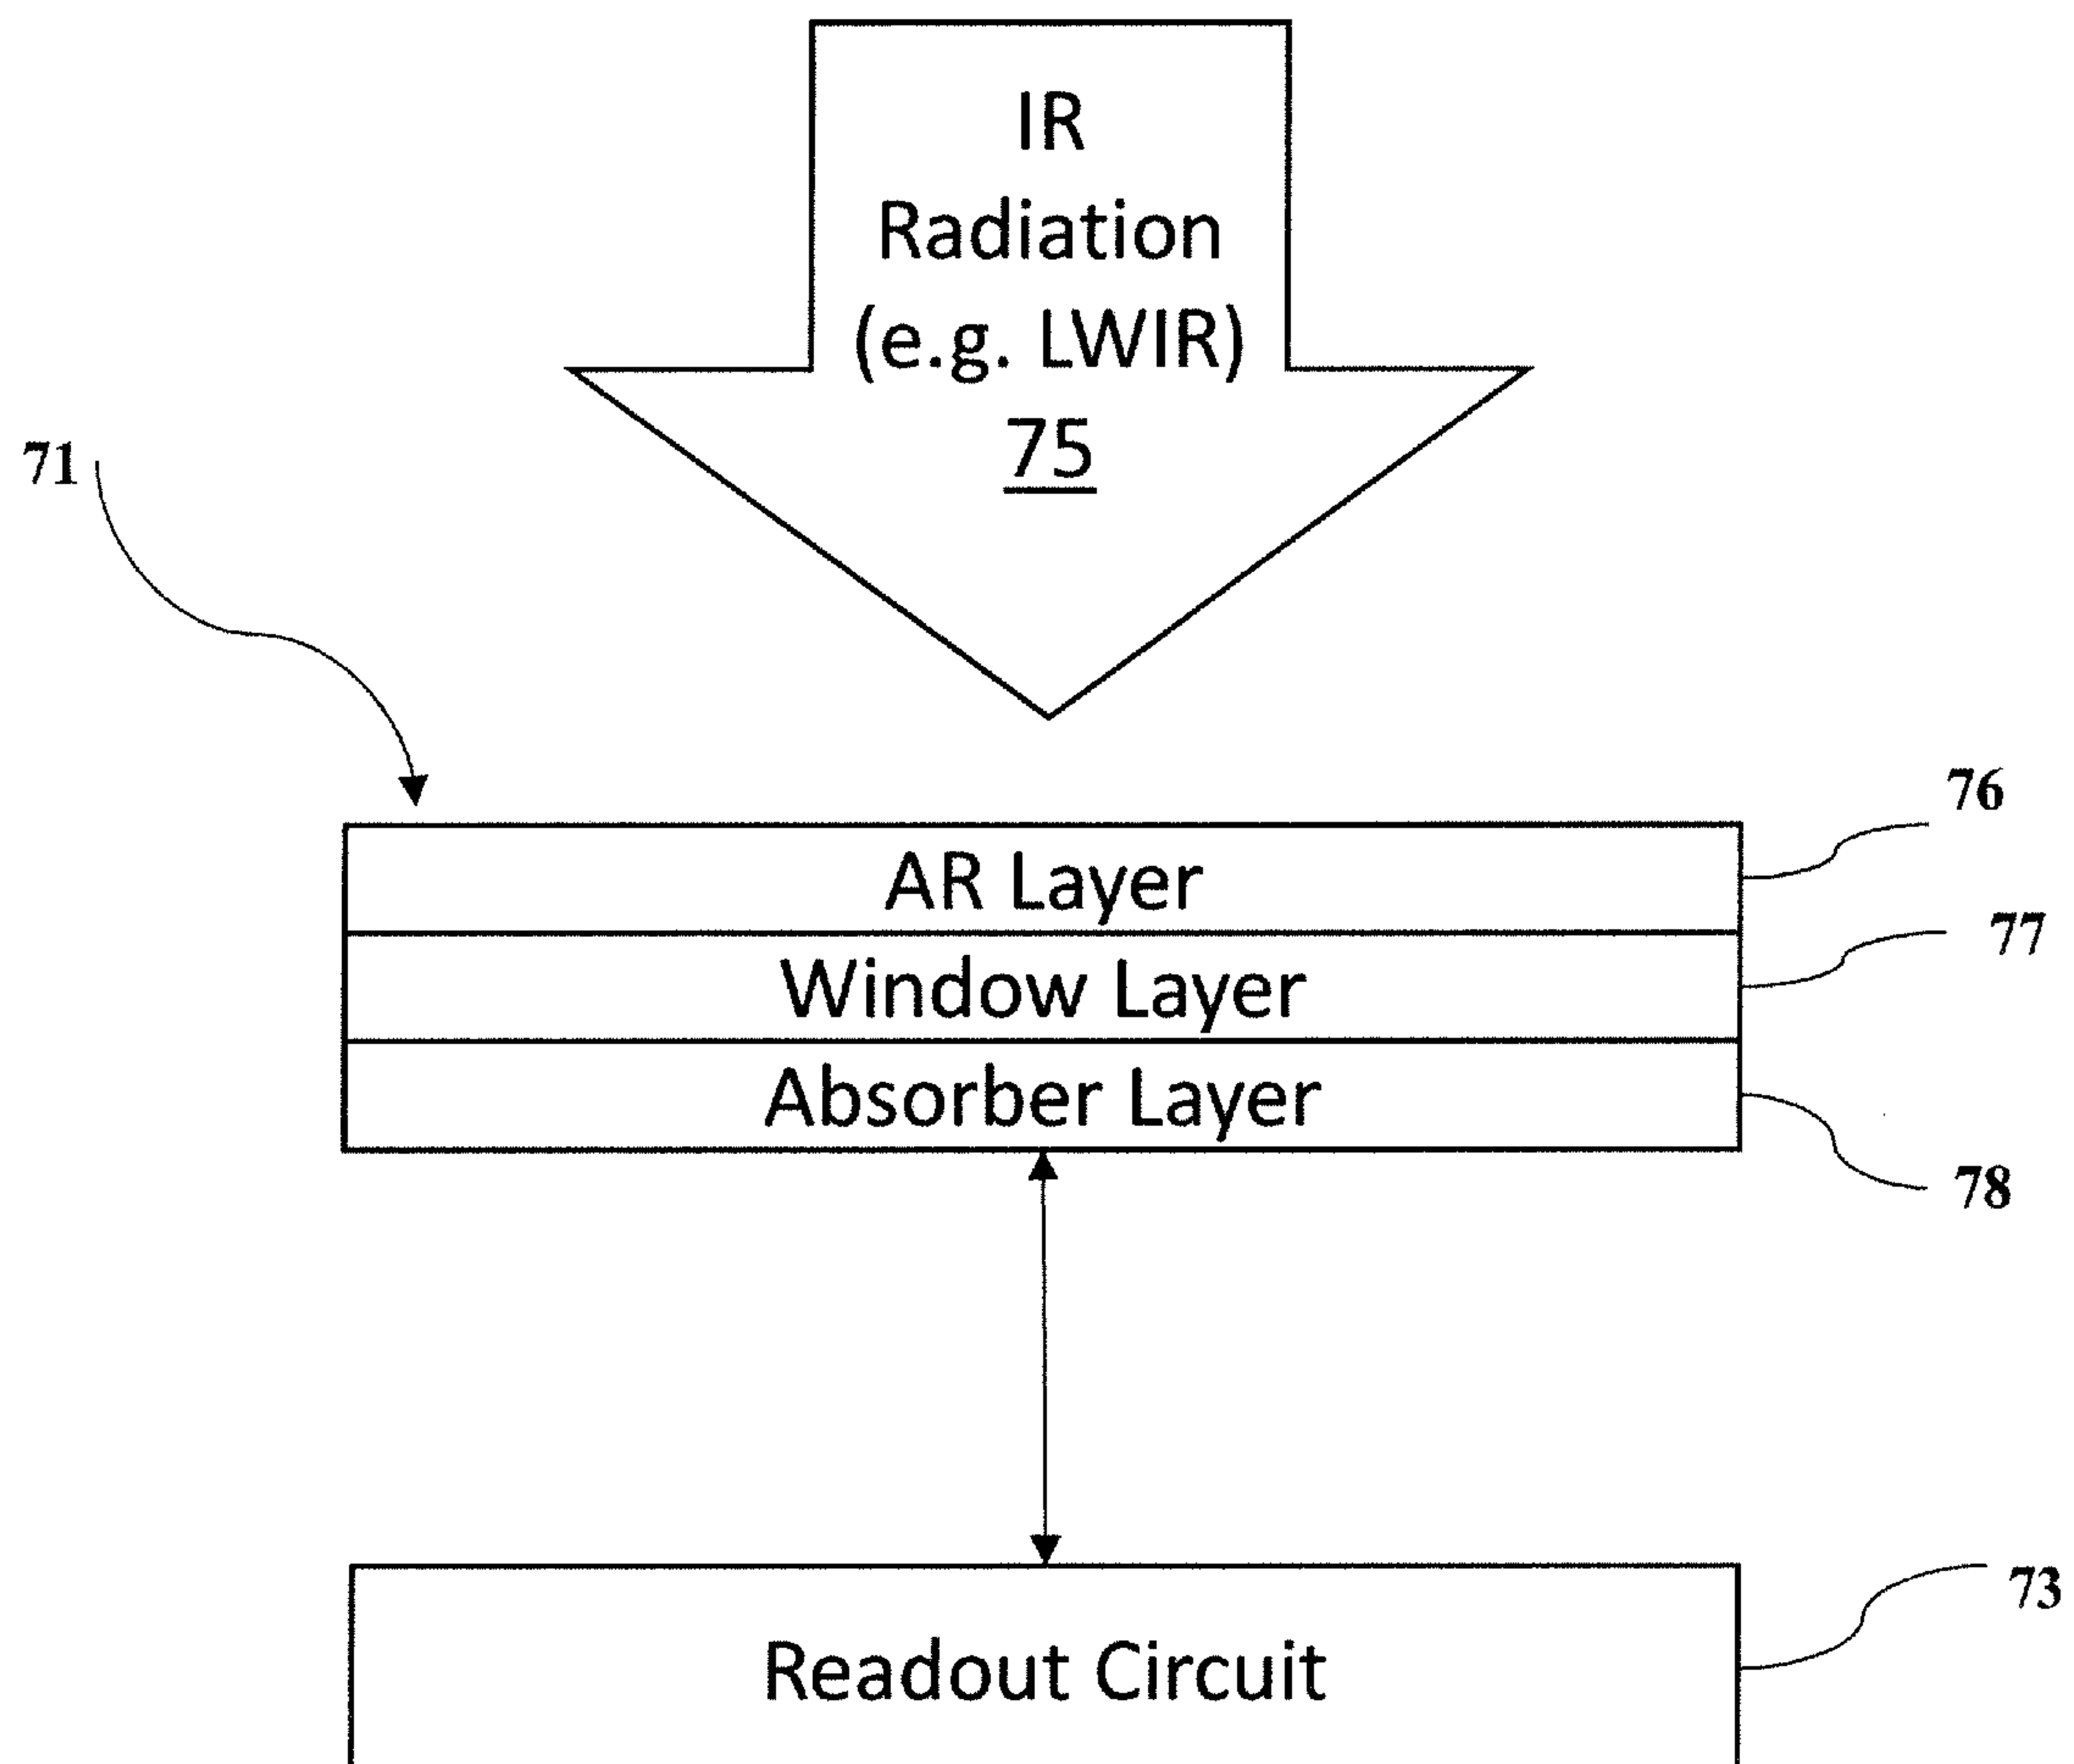 IR
Radiation
(e.g. LWIR)
75
71
76
AR Layer
77
Window Layer
Absorber Layer
78
73
Readout Circuit